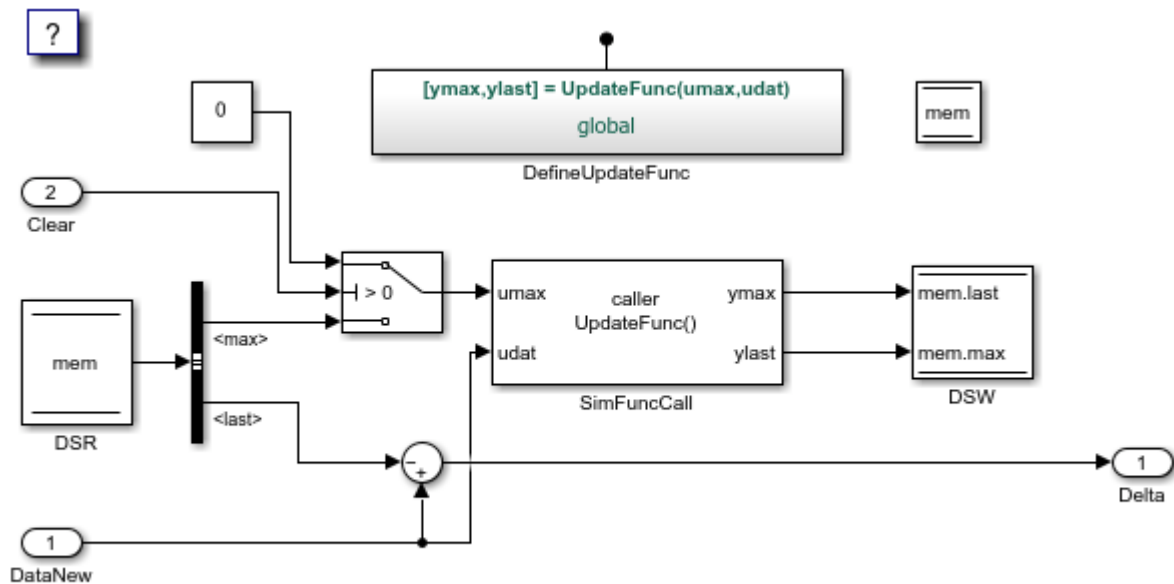 ?
[ymax,ylast] = UpdateFunc(umax,udat)
global
DefineUpdateFunc
mem
0
2
Clear
> 0
umax
caller
UpdateFunc()
ymax
udat
ylast
SimFuncCall
mem.last
mem.max
DSW
mem
DSR
<max>
<last>
−
+
1
Delta
1
DataNew